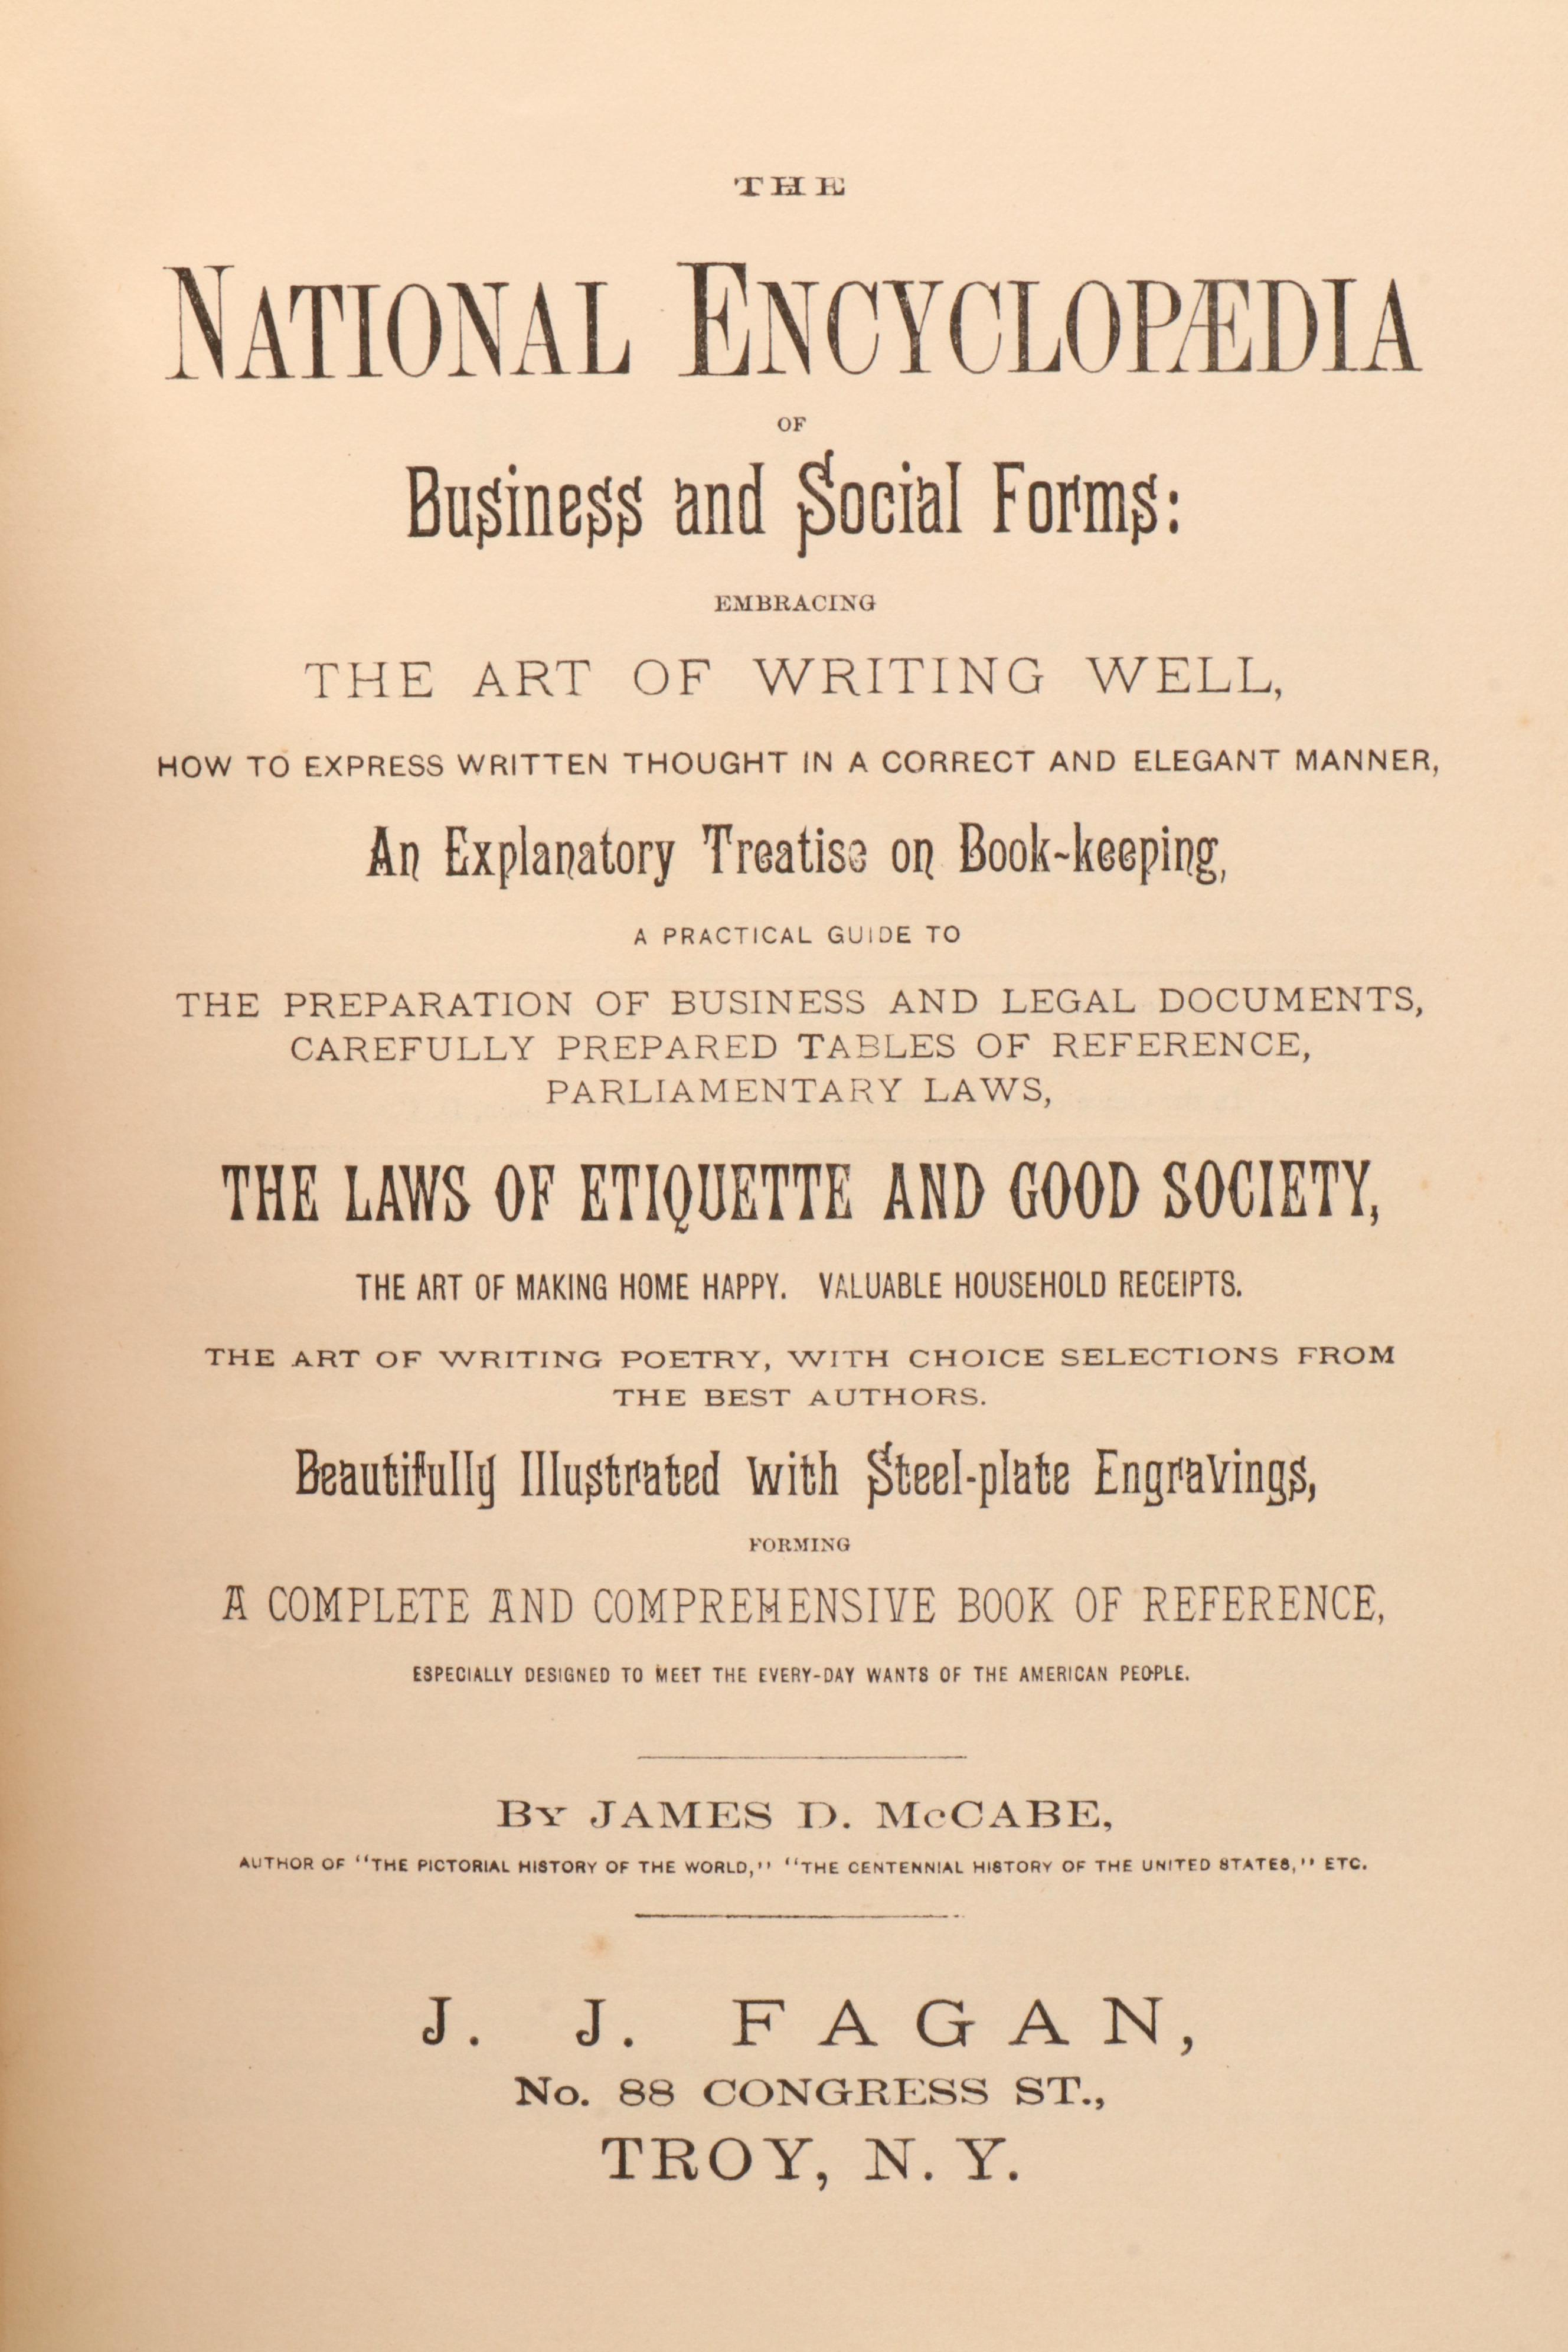 THE
NATIONAL ENCYCLOPÆDIA
OF
Business and Social Forms:
EMBRACING
THE ART OF WRITING WELL,
HOW TO EXPRESS WRITTEN THOUGHT IN A CORRECT AND ELEGANT MANNER,
An Explanatory Treatise on Book-keeping,
A PRACTICAL GUIDE TO
THE PREPARATION OF BUSINESS AND LEGAL DOCUMENTS,
CAREFULLY PREPARED TABLES OF REFERENCE,
PARLIAMENTARY LAWS,
THE LAWS OF ETIQUETTE AND GOOD SOCIETY,
THE ART OF MAKING HOME HAPPY. VALUABLE HOUSEHOLD RECEIPTS.
THE ART OF WRITING POETRY, WITH CHOICE SELECTIONS FROM
THE BEST AUTHORS.
Beautifully Illustrated with Steel-plate Engravings,
FORMING
A COMPLETE AND COMPREHENSIVE BOOK OF REFERENCE,
ESPECIALLY DESIGNED TO MEET THE EVERY-DAY WANTS OF THE AMERICAN PEOPLE.
BY JAMES D. McCABE,
AUTHOR OF "THE PICTORIAL HISTORY OF THE WORLD," "THE CENTENNIAL HISTORY OF THE UNITED STATES," ETC.
J. J. FAGAN,
No. 88 CONGRESS ST.,
TROY, N. Y.